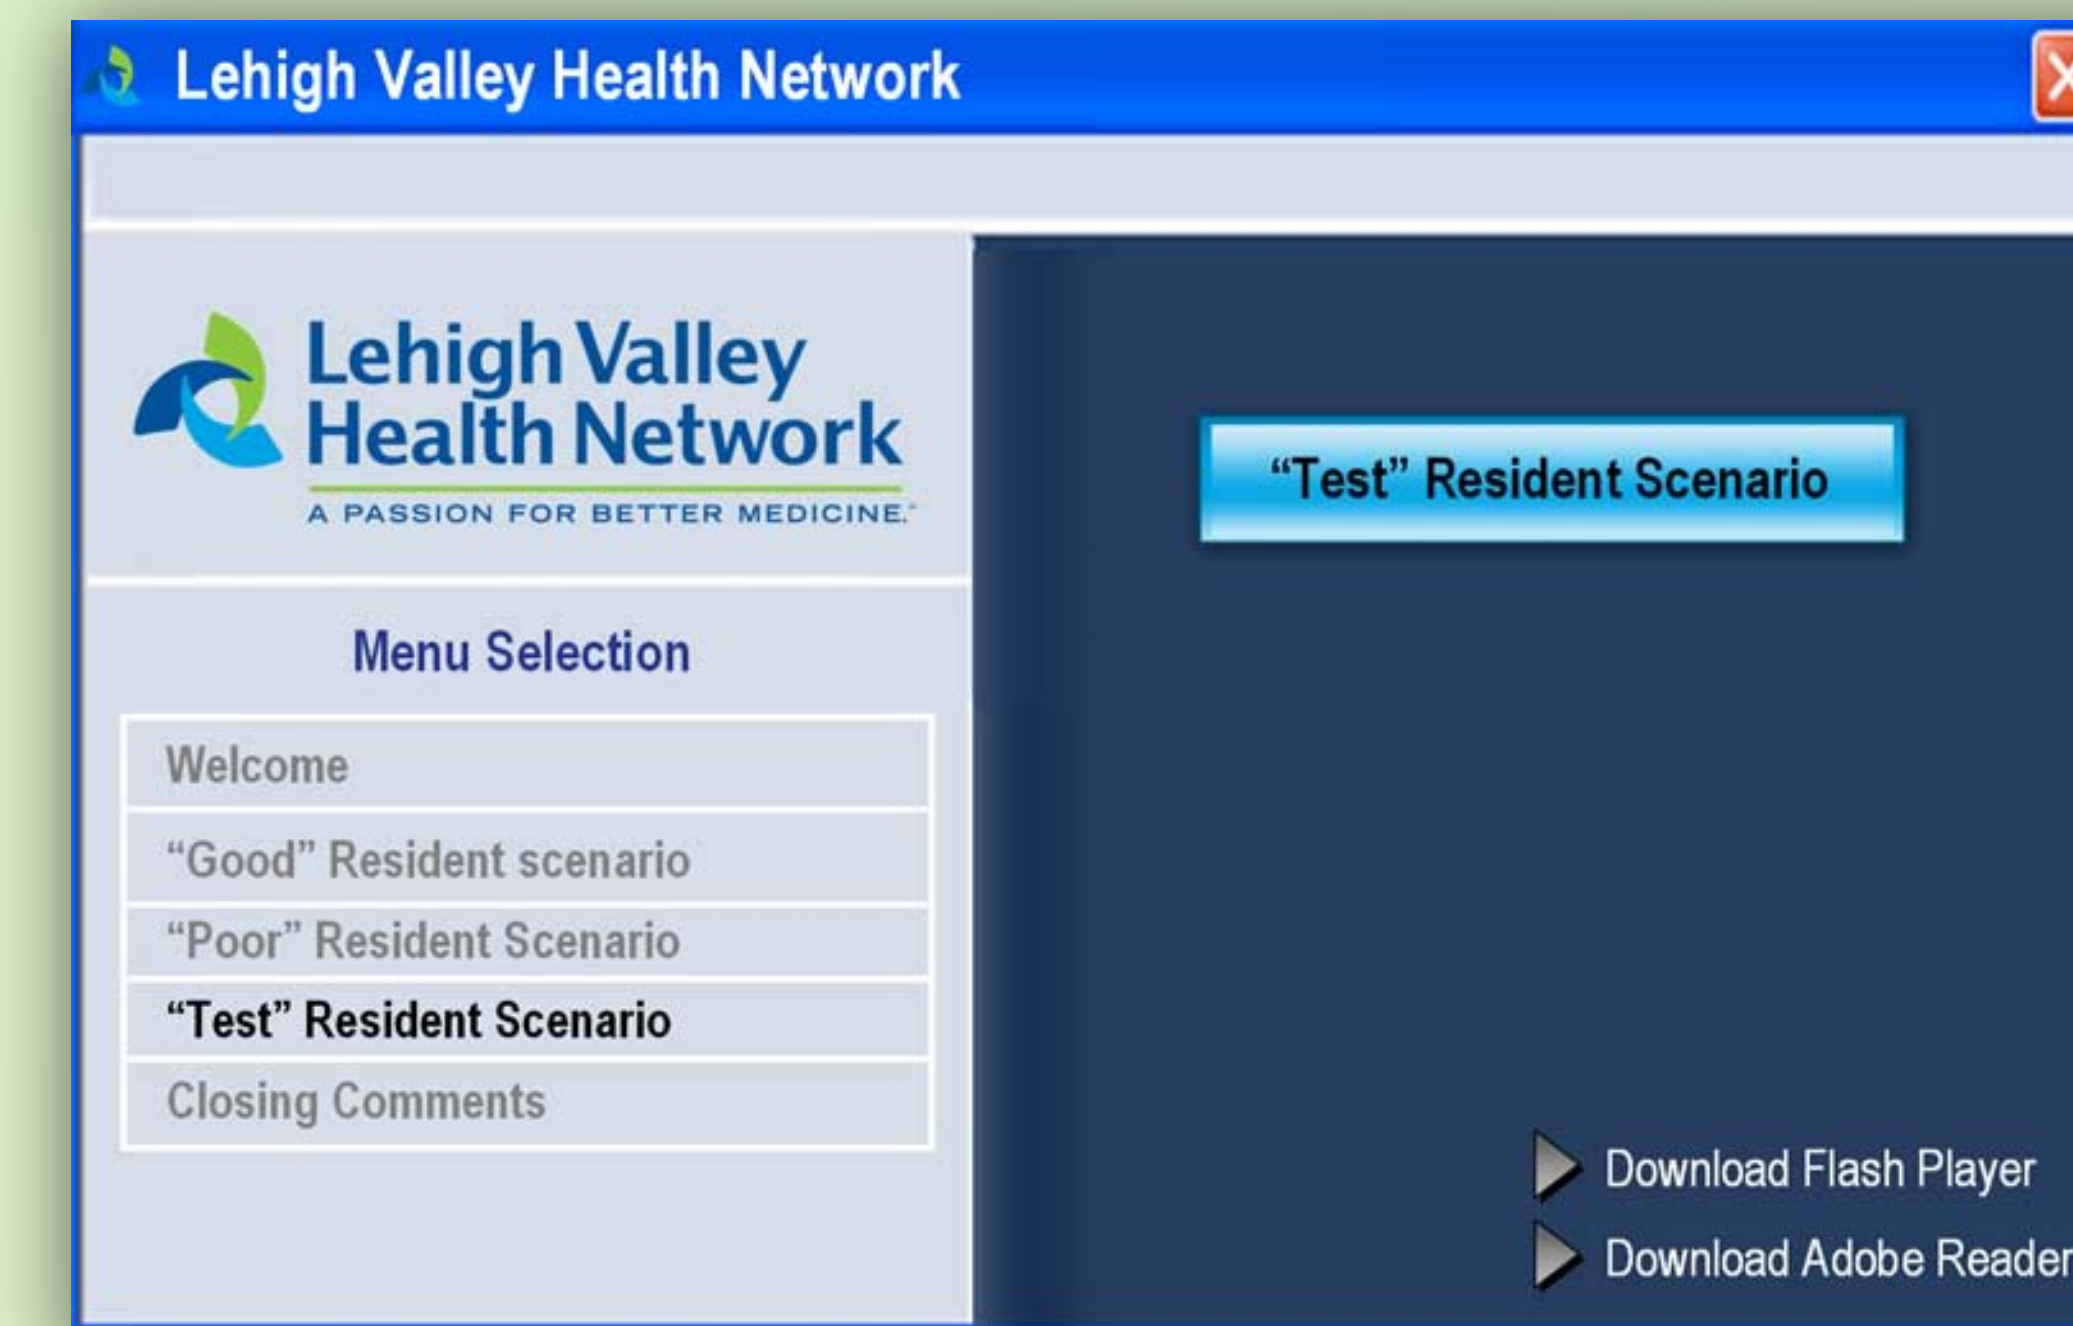 Lehigh Valley Health Network
Lehigh Valley
Health Network
A PASSION FOR BETTER MEDICINE.™
Menu Selection
Welcome
“Good” Resident scenario
“Poor” Resident Scenario
“Test” Resident Scenario
Closing Comments
“Test” Resident Scenario
Download Flash Player
Download Adobe Reader